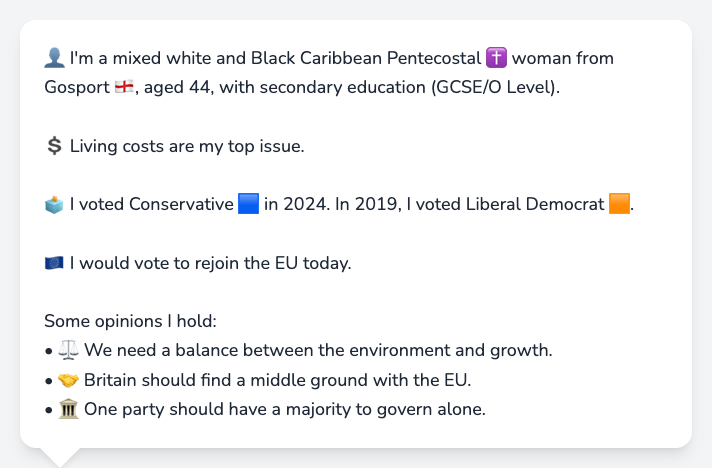 👤 I'm a mixed white and Black Caribbean Pentecostal ✝️ woman from
Gosport 🏴󠁧󠁢󠁥󠁮󠁧󠁿, aged 44, with secondary education (GCSE/O Level).
💲 Living costs are my top issue.
🗳️ I voted Conservative 🟦 in 2024. In 2019, I voted Liberal Democrat 🟧.
🇪🇺 I would vote to rejoin the EU today.
Some opinions I hold:
• ⚖️ We need a balance between the environment and growth.
• 🤝 Britain should find a middle ground with the EU.
• 🏛️ One party should have a majority to govern alone.